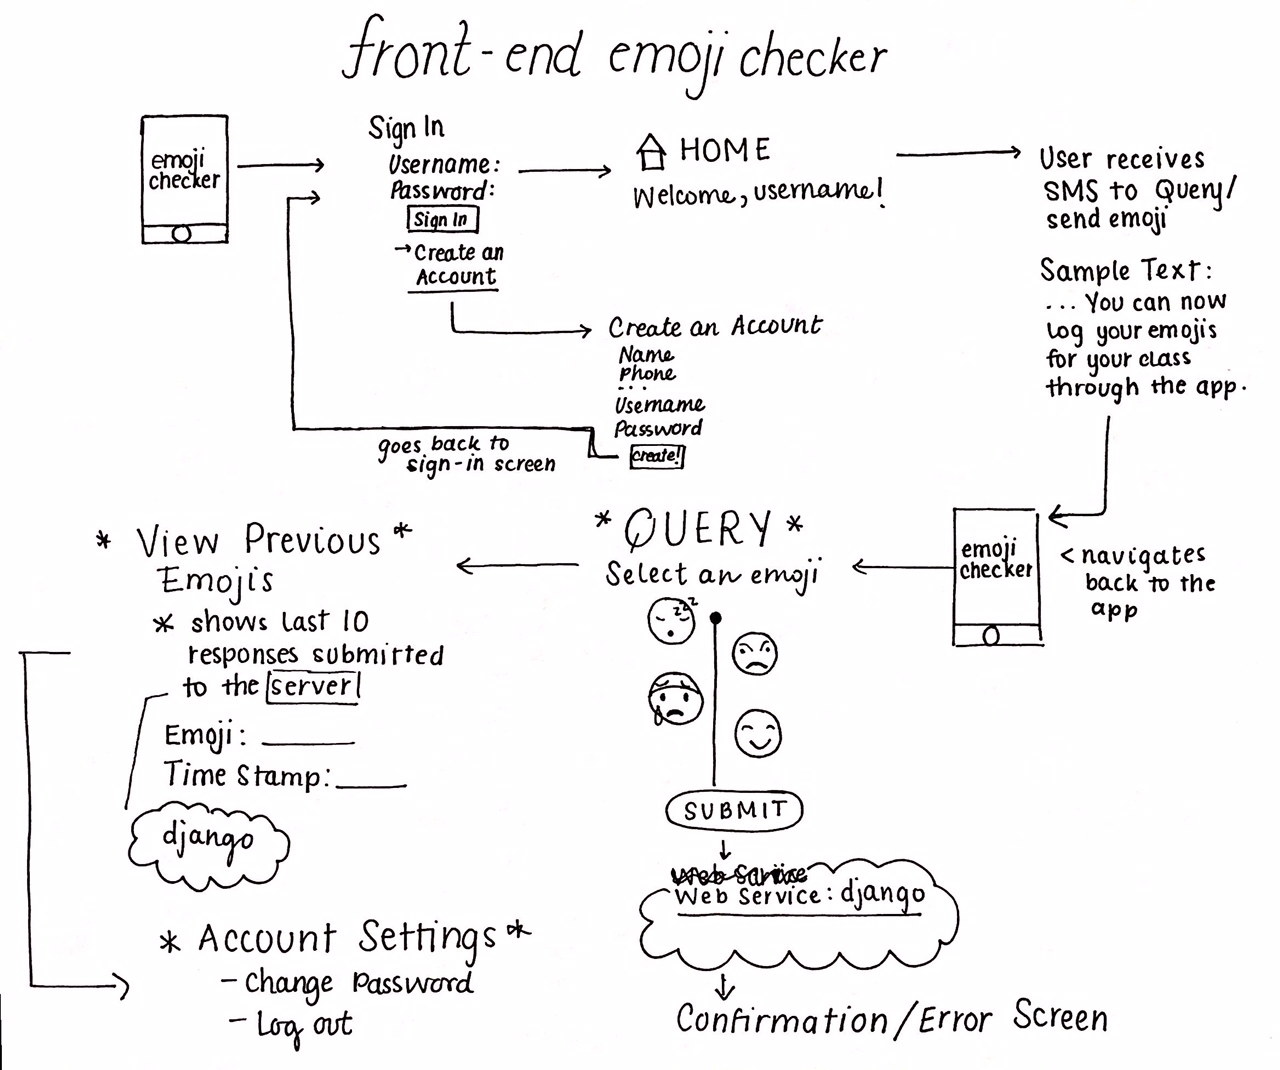 front-end emoji checker
emoji
checker
Sign In
Username:
Password:
Sign In
→Create an
Account
HOME
Welcome, username!
User receives
SMS to Query/
send emoji
Sample Text:
... You can now
log your emojis
for your class
through the app.
Create an Account
Name
Phone
...
Username
Password
create!
goes back to
sign-in screen
emoji
checker
< navigates
back to the
app
* QUERY *
Select an emoji
zzz
SUBMIT
Web Service
Web Service: django
Confirmation/Error Screen
* View Previous *
Emojis
* shows last 10
responses submitted
to the server
Emoji: ______
Time Stamp: _____
django
* Account Settings *
- Change Password
- Log out